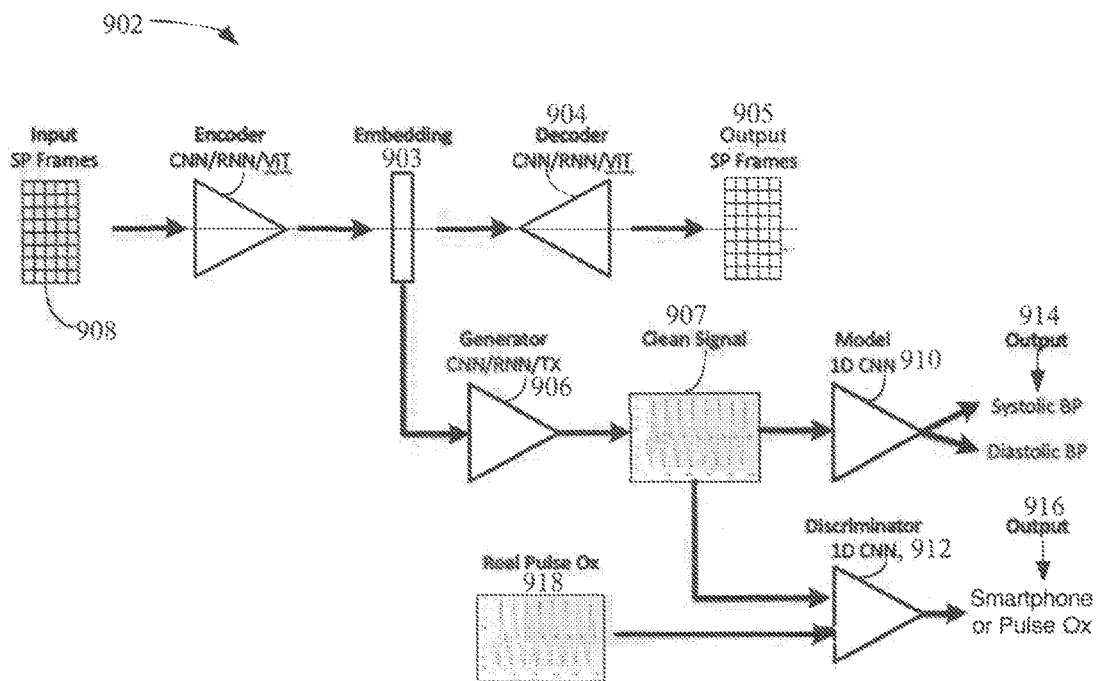 902
Input
SP Frames
908
Encoder
CNN/RNN/VIT
Embedding
903
904
Decoder
CNN/RNN/VIT
905
Output
SP Frames
Generator
CNN/RNN/TX
906
907
Clean Signal
Model
1D CNN
910
914
Output
Systolic BP
Diastolic BP
Real Pulse Ox
918
Discriminator
1D CNN, 912
916
Output
Smartphone
or Pulse Ox